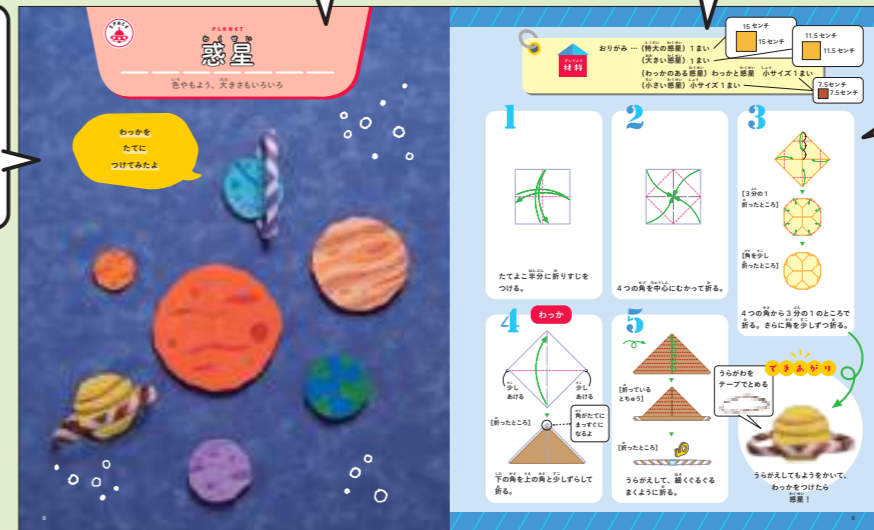 PLANET
わくせい
惑星
色やもよう、大きさもいろいろ
わっかを
たてに
つけてみたよ
ざいりょう
材料
おりがみ … (特大の惑星) 1まい
(大きい惑星) 1まい
(わっかのある惑星) わっかと惑星 小サイズ1まい
(小さい惑星) 小サイズ1まい
15 センチ
15 センチ
11.5 センチ
11.5 センチ
7.5センチ
7.5センチ
1
たてよこ半分に折りすじを
つける。
2
4つの角を中心にむかって折る。
3
[3分の1
折ったところ]
[角を少し
折ったところ]
4つの角から3分の1のところで
折る。さらに角を少しずつ折る。
4
わっか
少し
あける
少し
あける
[折ったところ]
角がたてに
まっすぐに
なるよ
下の角を上の角と少しずらして
折る。
5
[折っている
とちゅう]
[折ったところ]
うらがえして、細くぐるぐる
まくように折る。
うらがわを
テープでとめる
できあがり
うらがえしてもようをかいて、
わっかをつけたら
惑星!